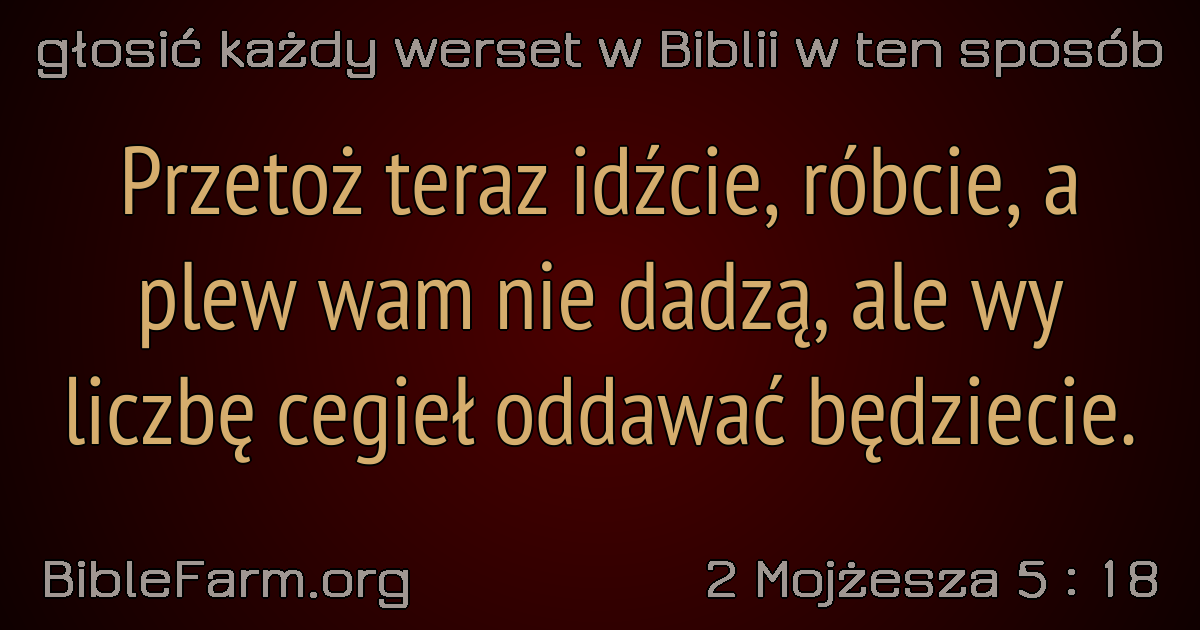 głosić każdy werset w Biblii w ten sposób
Przetoż teraz idźcie, róbcie, a
plew wam nie dadzą, ale wy
liczbę cegieł oddawać będziecie.
BibleFarm.org
2 Mojżesza 5 : 18